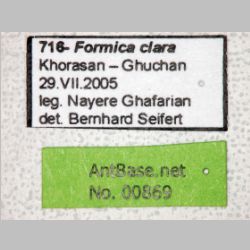 716- Formica clara
Khorasan – Ghuchan
29.VII.2005
leg. Nayere Ghafarian
det. Bernhard Seifert
AntBase.net
No. 00869